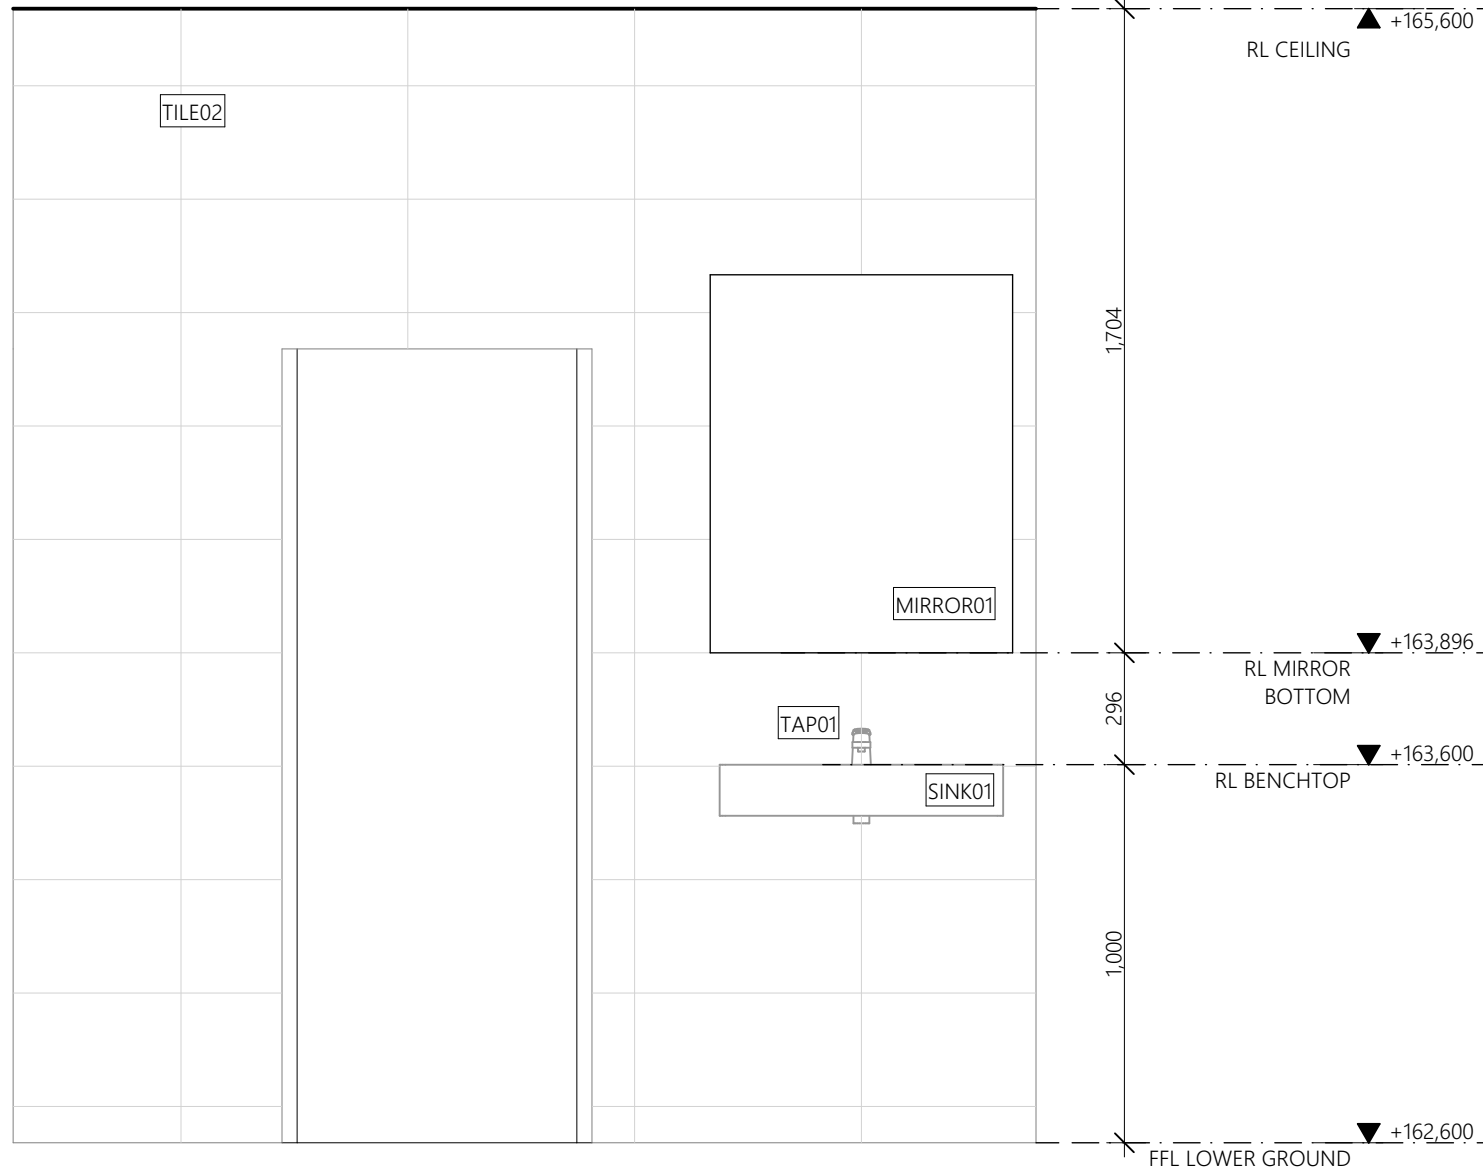 +165,600
RL CEILING
TILE02
1,704
MIRROR01
+163,896
RL MIRROR
BOTTOM
296
TAP01
+163,600
RL BENCHTOP
SINK01
1,000
+162,600
FFL LOWER GROUND